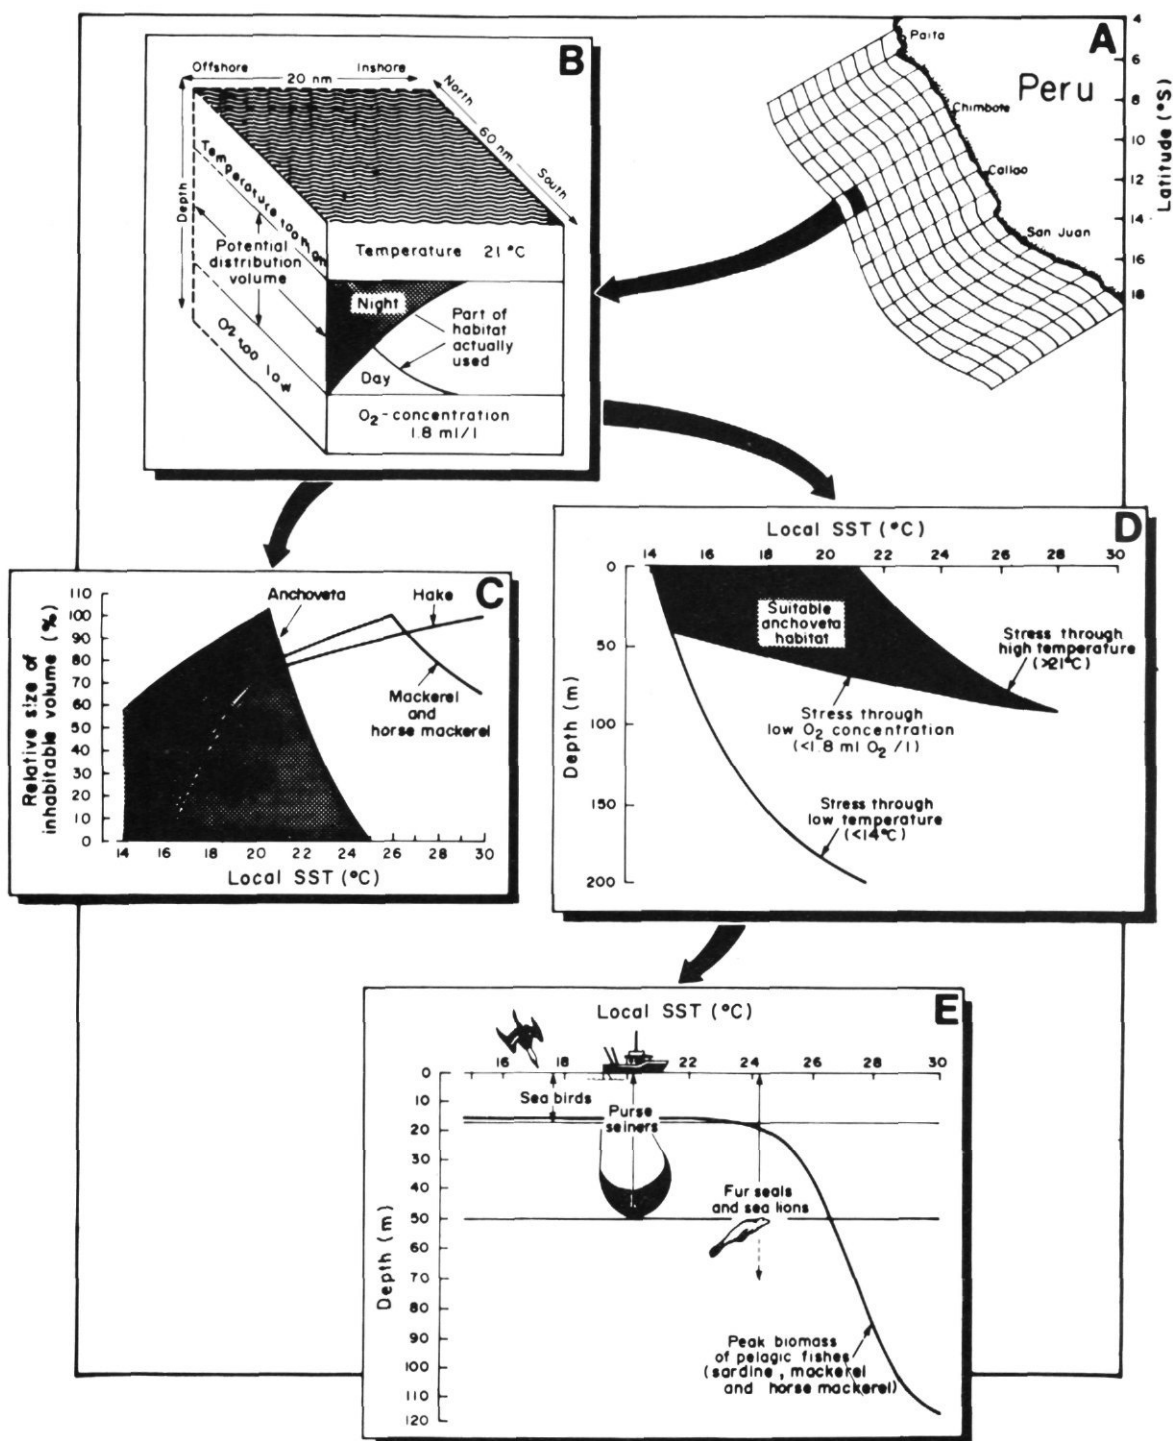 A
Peru
Paita
Chimbote
Callao
San Juan
4
6
8
10
12
14
16
18
Latitude (°S)
B
Offshore
Inshore
20 nm
North
60 nm
South
Depth
Temperature too high
Potential
distribution
volume
O2 too low
Temperature 21 °C
Night
Part of
habitat
actually
used
Day
O2-concentration
1.8 ml/l
C
Relative size of
inhabitable volume (%)
110
100
90
80
70
60
50
40
30
20
10
0
Anchoveta
Hake
Mackerel
and
horse mackerel
14 16 18 20 22 24 26 28 30
Local SST (°C)
D
Local SST (°C)
14 16 18 20 22 24 26 28 30
Depth (m)
0
50
100
150
200
Suitable
anchoveta
habitat
Stress through
high temperature
(>21°C)
Stress through
low O2 concentration
(<1.8 ml O2 /l)
Stress through
low temperature
(<14°C)
E
Local SST (°C)
16 18 22 24 26 28 30
Depth (m)
0
10
20
30
40
50
60
70
80
90
100
110
120
Sea birds
Purse
seiners
Fur seals
and sea lions
Peak biomass
of pelagic fishes
(sardine, mackerel
and horse mackerel)